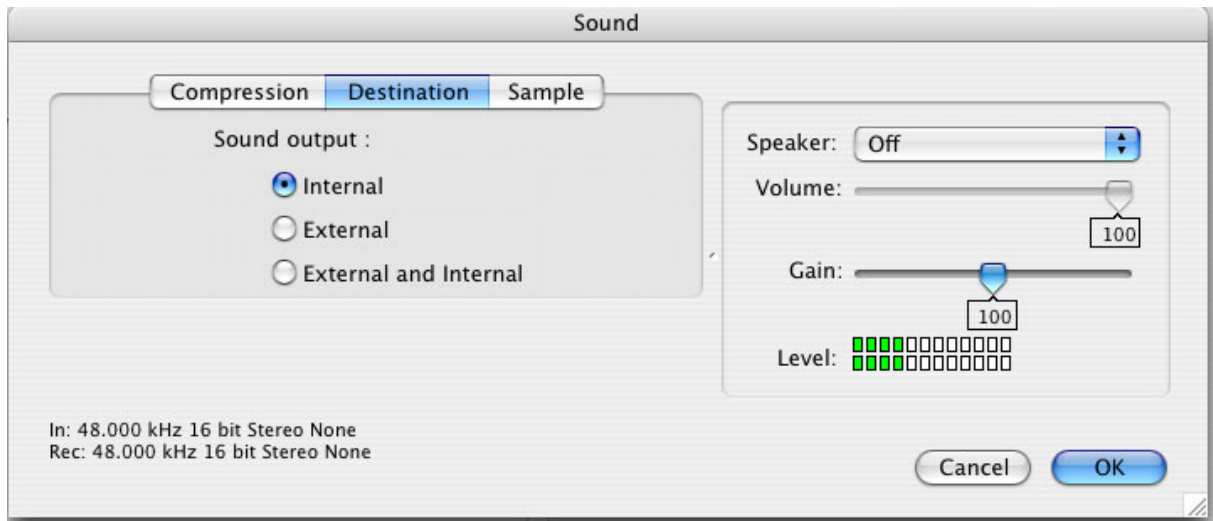 Sound
Compression Destination Sample
Sound output :
Internal
External
External and Internal
Speaker: Off
Volume:
100
Gain:
100
Level:
In: 48.000 kHz 16 bit Stereo None
Rec: 48.000 kHz 16 bit Stereo None
Cancel OK